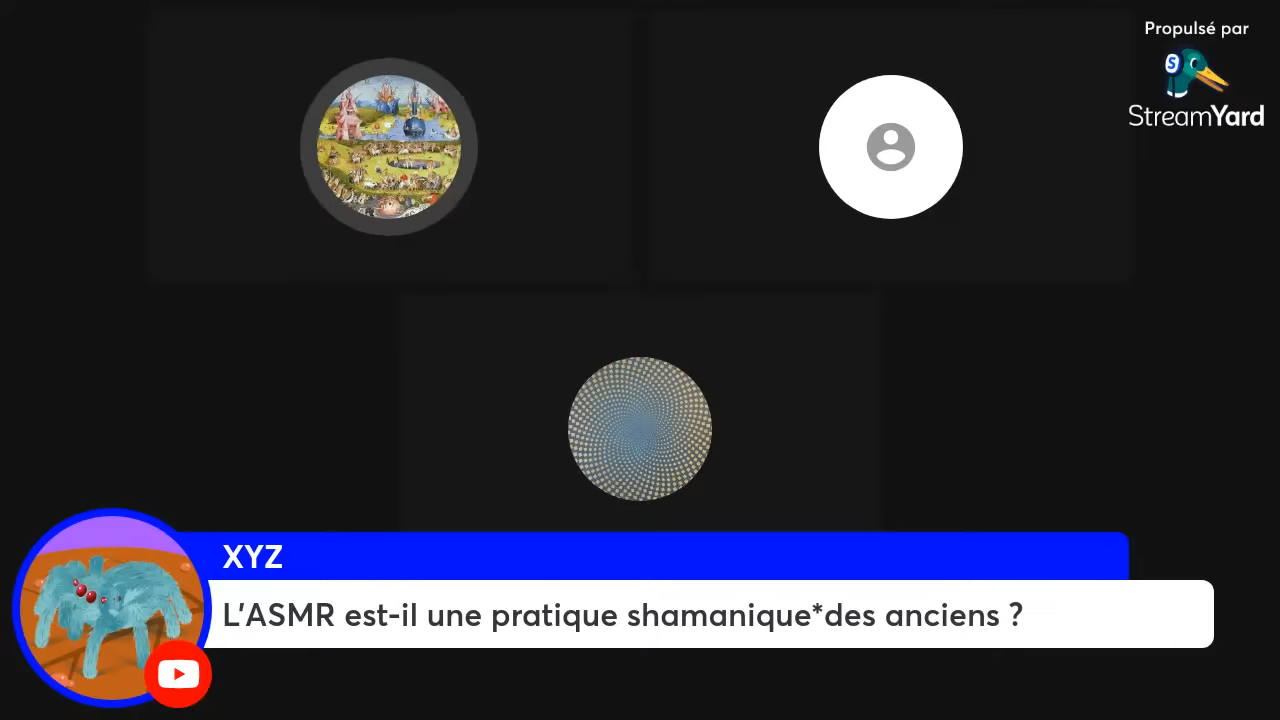 Propulsé par
StreamYard
XYZ
L'ASMR est-il une pratique shamanique*des anciens ?